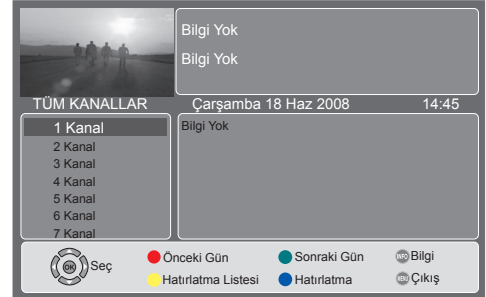 Bilgi Yok
Bilgi Yok
TÜM KANALLAR Çarşamba 18 Haz 2008 14:45
1 Kanal
Bilgi Yok
2 Kanal
3 Kanal
4 Kanal
5 Kanal
6 Kanal
7 Kanal
OK Seç
Önceki Gün
Sonraki Gün
INFO Bilgi
Hatırlatma Listesi
Hatırlatma
MENU Çıkış